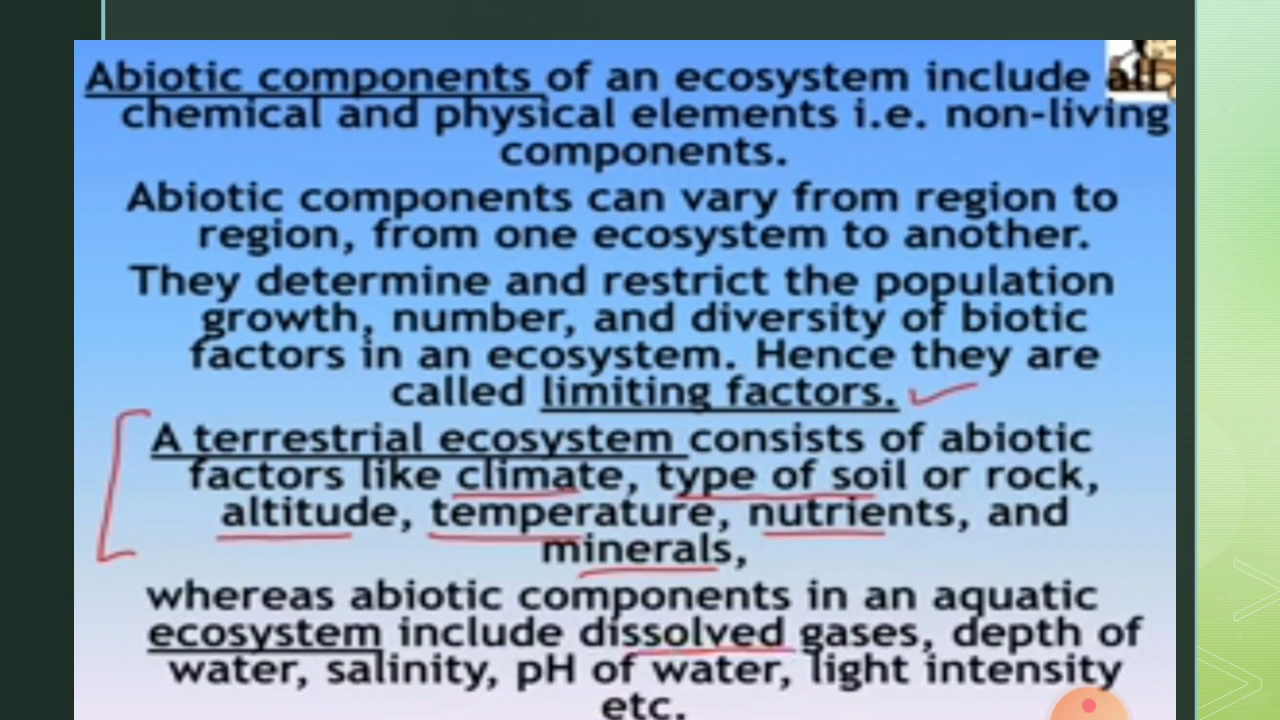 Abiotic components of an ecosystem include all
chemical and physical elements i.e. non-living
components.
Abiotic components can vary from region to
region, from one ecosystem to another.
They determine and restrict the population
growth, number, and diversity of biotic
factors in an ecosystem. Hence they are
called limiting factors.
A terrestrial ecosystem consists of abiotic
factors like climate, type of soil or rock,
altitude, temperature, nutrients, and
minerals,
whereas abiotic components in an aquatic
ecosystem include dissolved gases, depth of
water, salinity, pH of water, light intensity
etc.